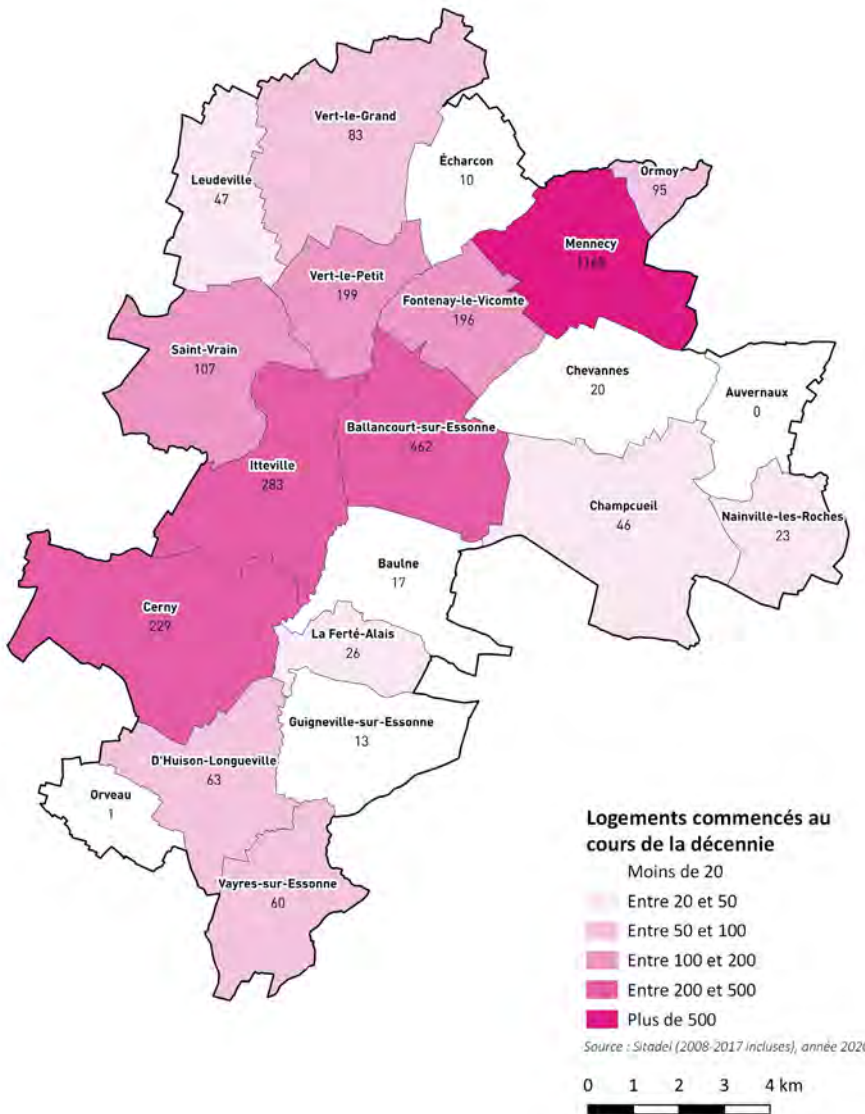 Vert-le-Grand
83
Écharcon
10
Leudeville
47
Ormoy
95
Mennecy
Vert-le-Petit
199
Fontenay-le-Vicomte
196
Saint-Vrain
107
Chevannes
20
Auvernaux
0
Ballancourt-sur-Essonne
462
Itteville
283
Champcueil
46
Nainville-les-Roches
23
Baulne
17
Cerny
229
La Ferté-Alais
26
Guigneville-sur-Essonne
13
D'Huison-Longueville
63
Orveau
1
Vayres-sur-Essonne
60
Logements commencés au
cours de la décennie
Moins de 20
Entre 20 et 50
Entre 50 et 100
Entre 100 et 200
Entre 200 et 500
Plus de 500
Source : Sitadel (2008-2017 incluses), année 2020
0 1 2 3 4 km